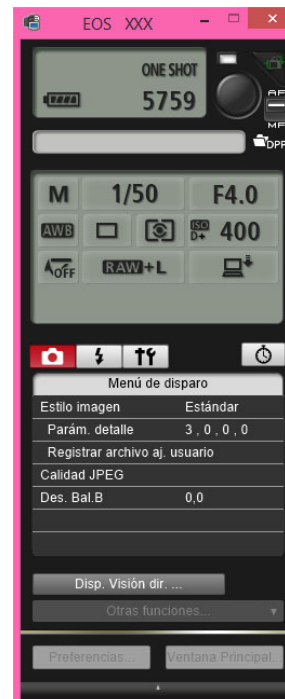 EOS XXX
ONE SHOT
5759
AF
MF
DPP
M 1/50 F4.0
AWB ISO D+ 400
OFF RAW+L
Menú de disparo
Estilo imagen Estándar
Parám. detalle 3 , 0 , 0 , 0
Registrar archivo aj. usuario
Calidad JPEG
Des. Bal.B 0,0
Disp. Visión dir. ...
Otras funciones...
Preferencias... Ventana Principal...